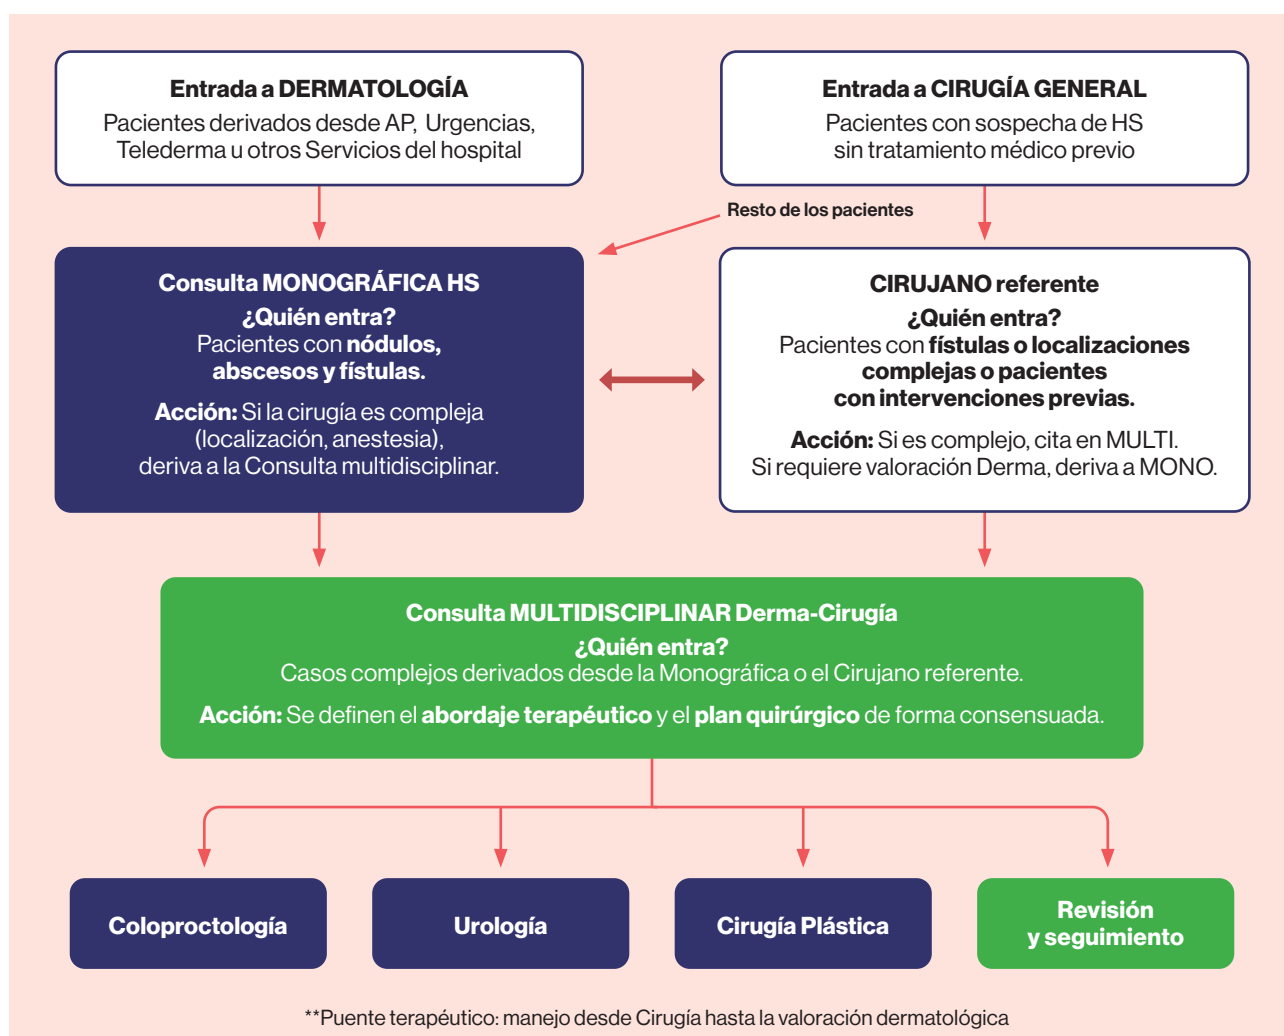 Entrada a DERMATOLOGÍA
Pacientes derivados desde AP, Urgencias,
Telederma u otros Servicios del hospital
Entrada a CIRUGÍA GENERAL
Pacientes con sospecha de HS
sin tratamiento médico previo
Resto de los pacientes
Consulta MONOGRÁFICA HS
¿Quién entra?
Pacientes con nódulos,
abscesos y fístulas.
Acción: Si la cirugía es compleja
(localización, anestesia),
deriva a la Consulta multidisciplinar.
CIRUJANO referente
¿Quién entra?
Pacientes con fístulas o localizaciones
complejas o pacientes
con intervenciones previas.
Acción: Si es complejo, cita en MULTI.
Si requiere valoración Derma, deriva a MONO.
Consulta MULTIDISCIPLINAR Derma-Cirugía
¿Quién entra?
Casos complejos derivados desde la Monográfica o el Cirujano referente.
Acción: Se definen el abordaje terapéutico y el plan quirúrgico de forma consensuada.
Coloproctología
Urología
Cirugía Plástica
Revisión
y seguimiento
**Puente terapéutico: manejo desde Cirugía hasta la valoración dermatológica